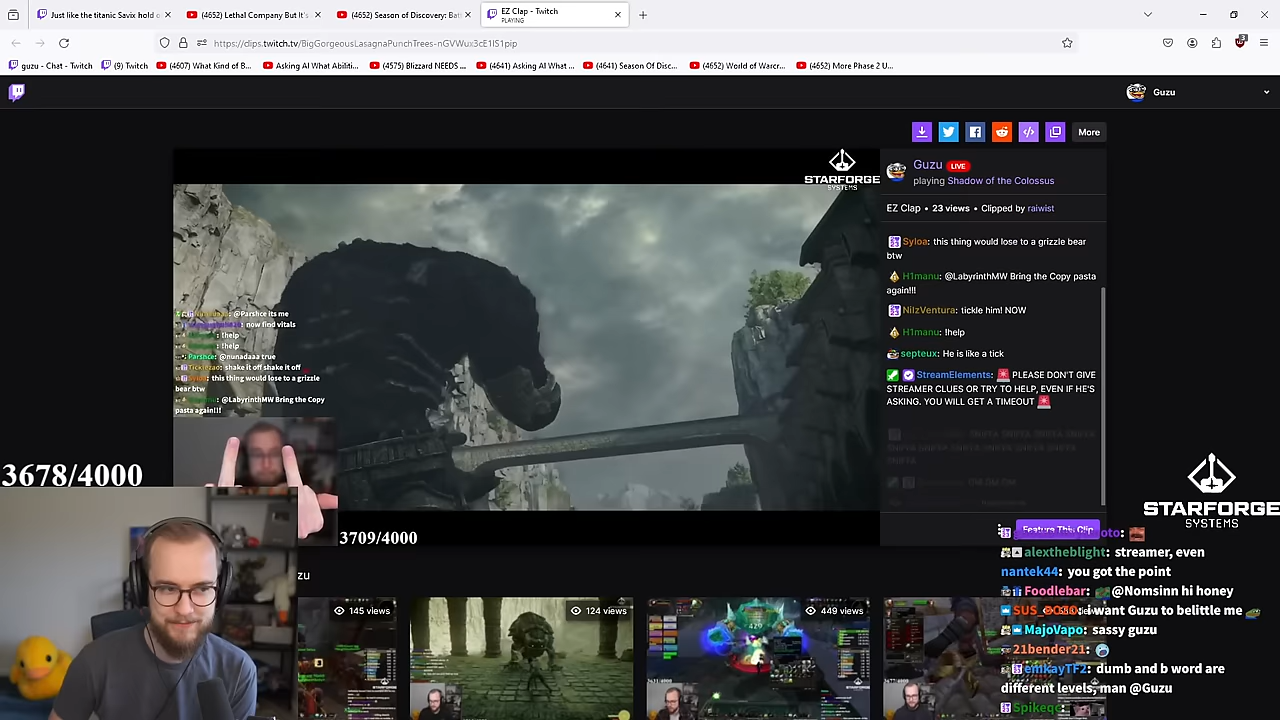 Just like the titanic Savix hold o
(4652) Lethal Company But It's
(4652) Season of Discovery: Bat
EZ Clap - Twitch
PLAYING
https://clips.twitch.tv/BigGorgeousLasagnaPunchTrees-nGVWux3cE1IS1pip
3
guzu - Chat - Twitch
(9) Twitch
(4607) What Kind of B...
Asking AI What Abiliti...
(4575) Blizzard NEEDS ...
(4641) Asking AI What ...
(4641) Season Of Disc...
(4652) World of Warcr...
(4652) More Phase 2 U...
Guzu
More
STARFORGE
SYSTEMS
Guzu LIVE
playing Shadow of the Colossus
EZ Clap • 23 views • Clipped by raiwist
Syloa: this thing would lose to a grizzle bear
btw
H1manu: @LabyrinthMW Bring the Copy pasta
again!!!
NilzVentura: tickle him! NOW
H1manu: !help
septeux: He is like a tick
StreamElements: 🚨 PLEASE DON'T GIVE
STREAMER CLUES OR TRY TO HELP, EVEN IF HE'S
ASKING. YOU WILL GET A TIMEOUT 🚨
Feature This Clip
@Parshce its me
now find vitals
!help
!help
Parshce: @nunadaaa true
Ticklezao: shake it off shake it off
Syloa: this thing would lose to a grizzle
bear btw
@LabyrinthMW Bring the Copy
pasta again!!!
3678/4000
3709/4000
zu
145 views
124 views
449 views
STARFORGE
SYSTEMS
alextheblight: streamer, even
nantek44: you got the point
Foodlebar: @Nomsinn hi honey
i want Guzu to belittle me
MajoVapo: sassy guzu
21bender21:
emkayTFZ: dumb and b word are
different levels, man @Guzu